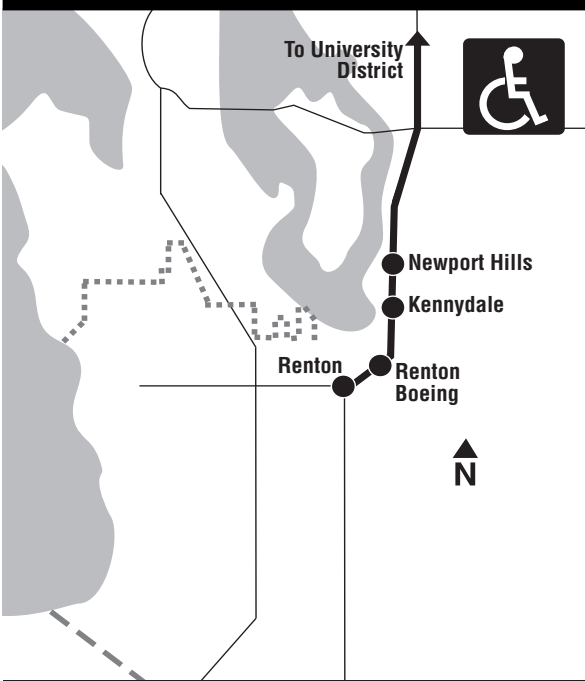 To University
District
Newport Hills
Kennydale
Renton
Renton
Boeing
N